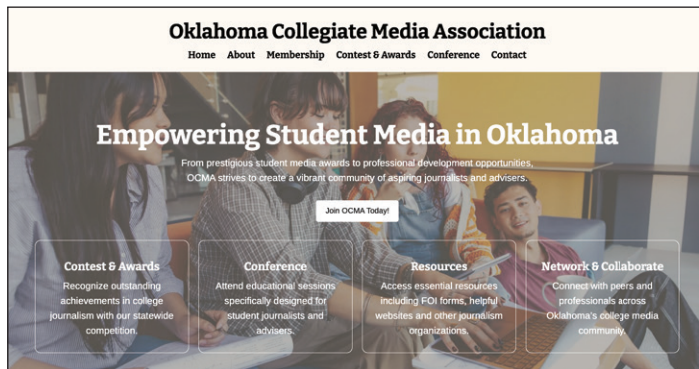 Oklahoma Collegiate Media Association
Home About Membership Contest & Awards Conference Contact
Empowering Student Media in Oklahoma
From prestigious student media awards to professional development opportunities,
OCMA strives to create a vibrant community of aspiring journalists and advisers.
Join OCMA Today!
Contest & Awards
Recognize outstanding
achievements in college
journalism with our statewide
competition.
Conference
Attend educational sessions
specifically designed for
student journalists and
advisers.
Resources
Access essential resources
including FOI forms, helpful
websites and other journalism
organizations.
Network & Collaborate
Connect with peers and
professionals across
Oklahoma's college media
community.